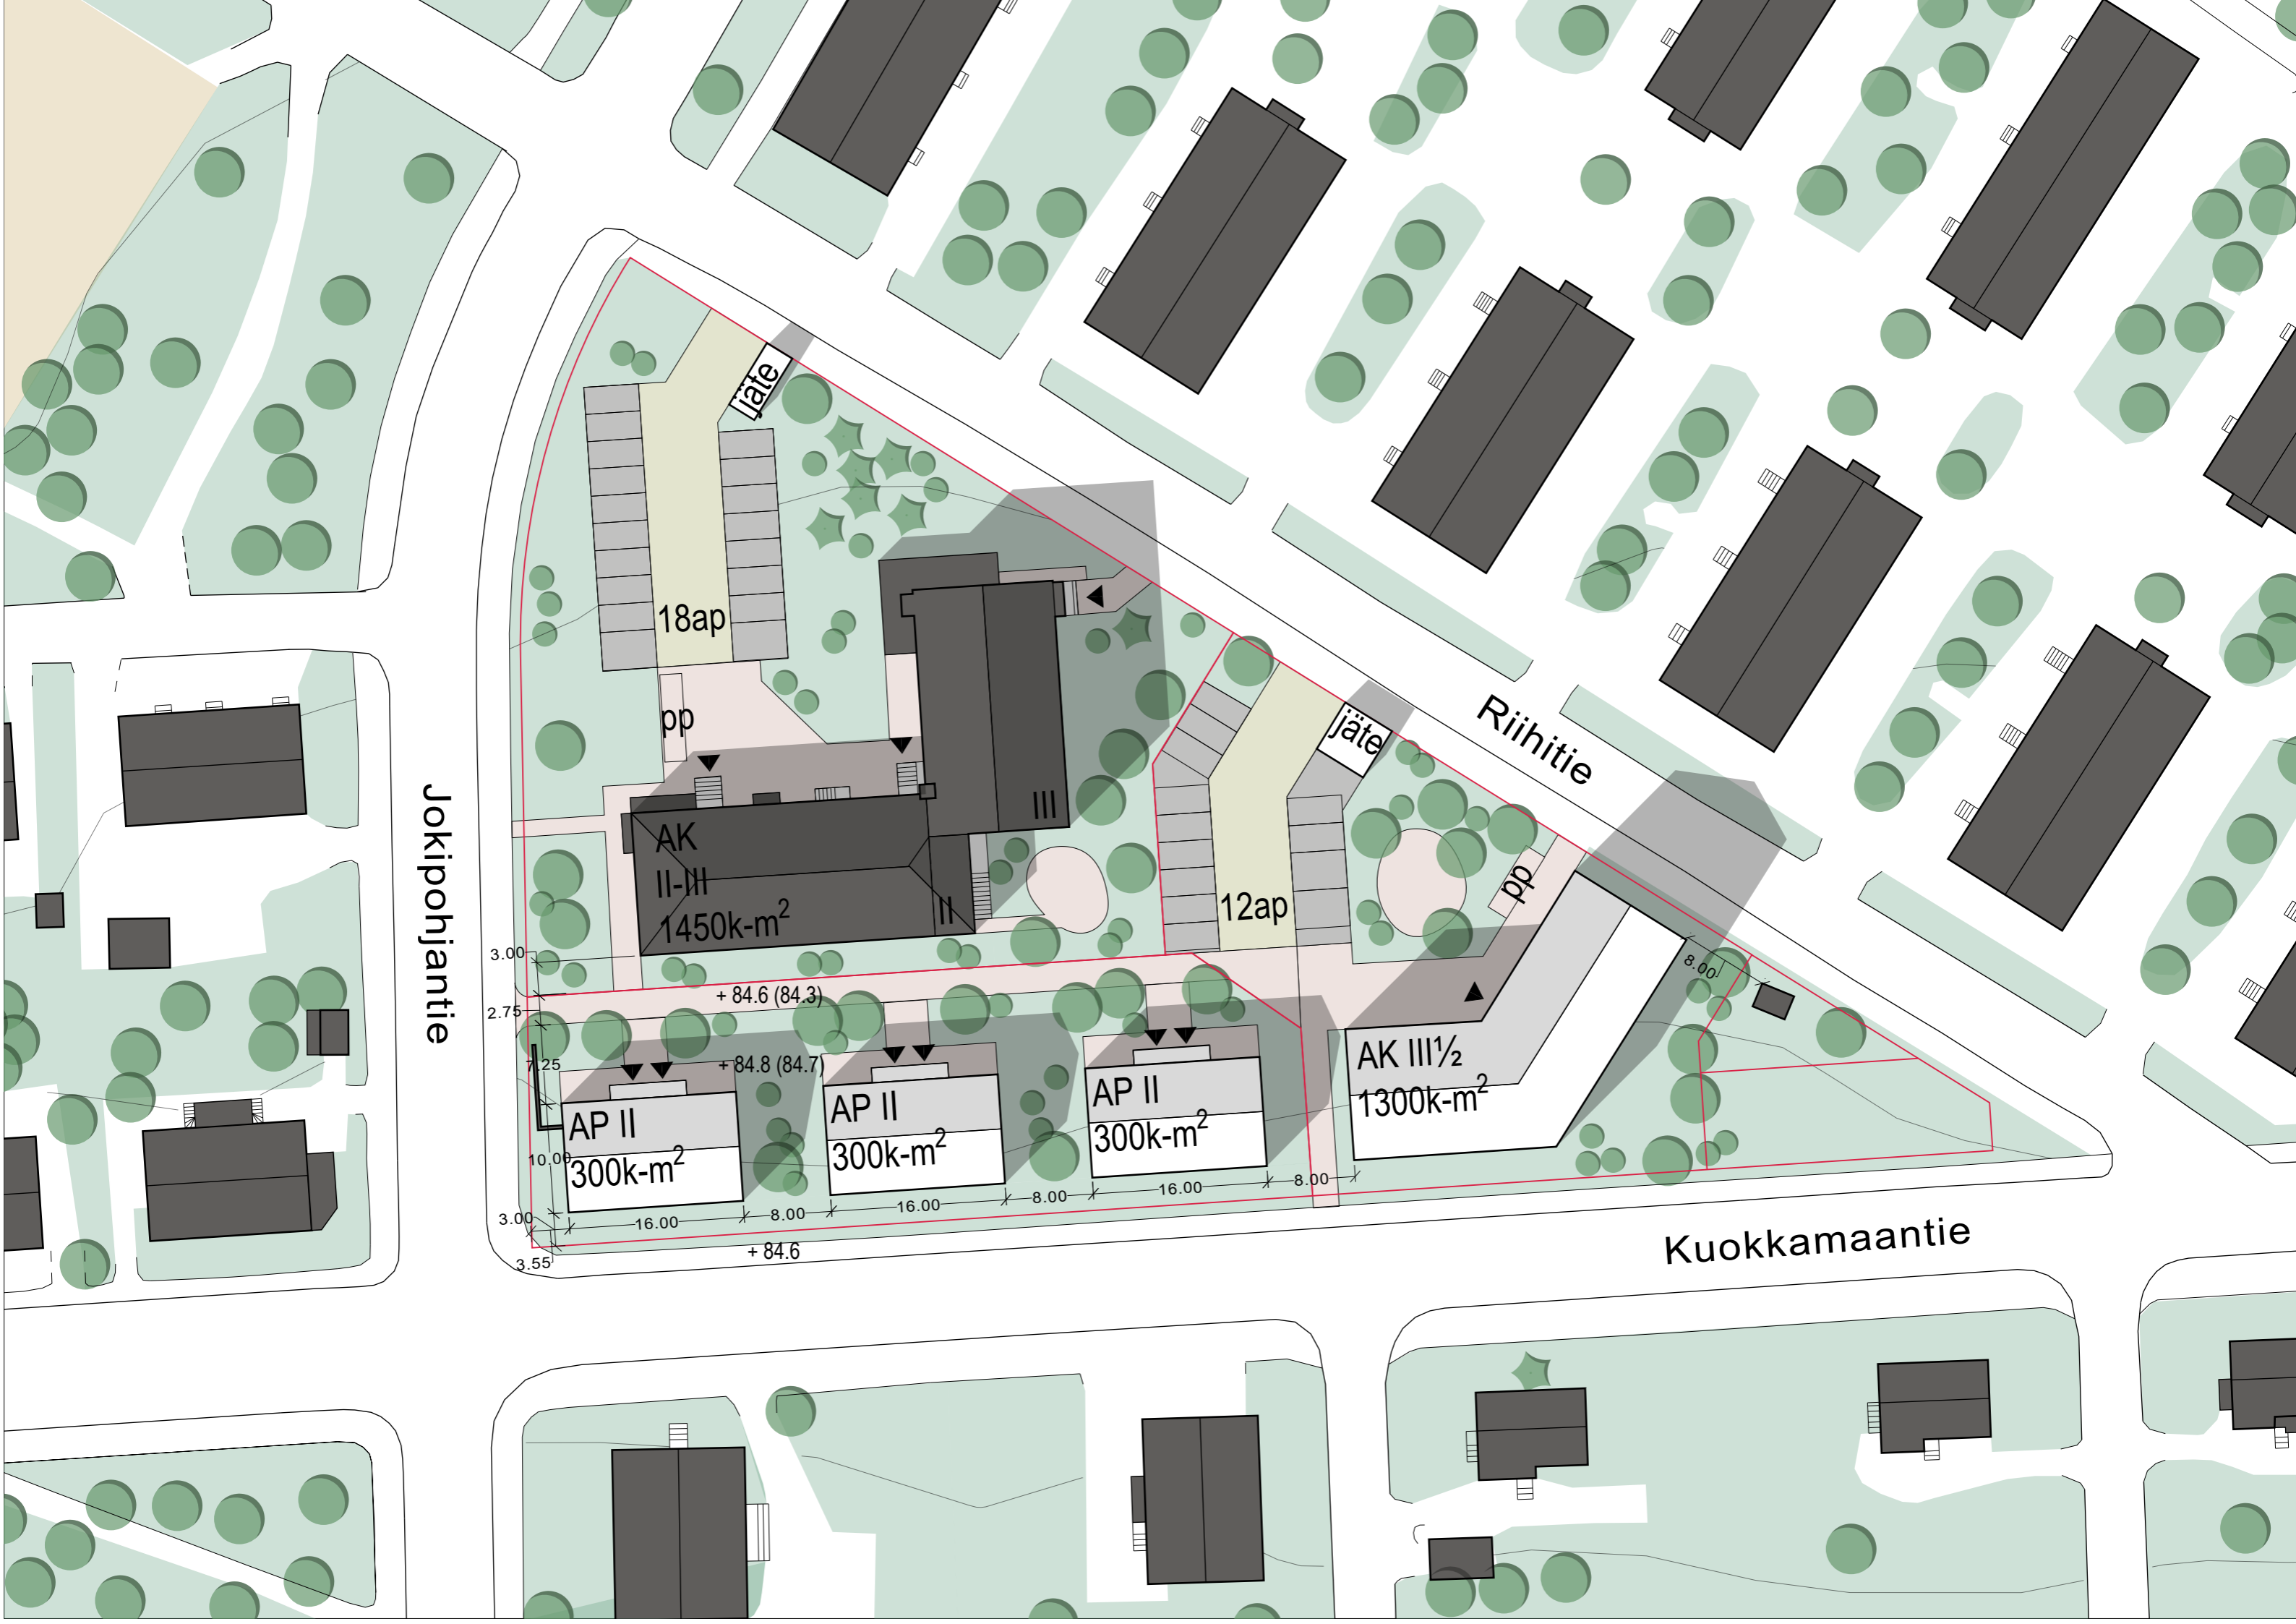 jäte
18ap
pp
Riihitie
jäte
III
AK
II-III
1450k-m²
II
12ap
pp
Jokipohjantie
3.00
2.75
7.25
10.00
3.00
3.55
+ 84.6 (84.3)
+ 84.8 (84.7)
8.00
AP II
300k-m²
AP II
300k-m²
AP II
300k-m²
AK III½
1300k-m²
16.00
8.00
16.00
8.00
16.00
8.00
+ 84.6
Kuokkamaantie